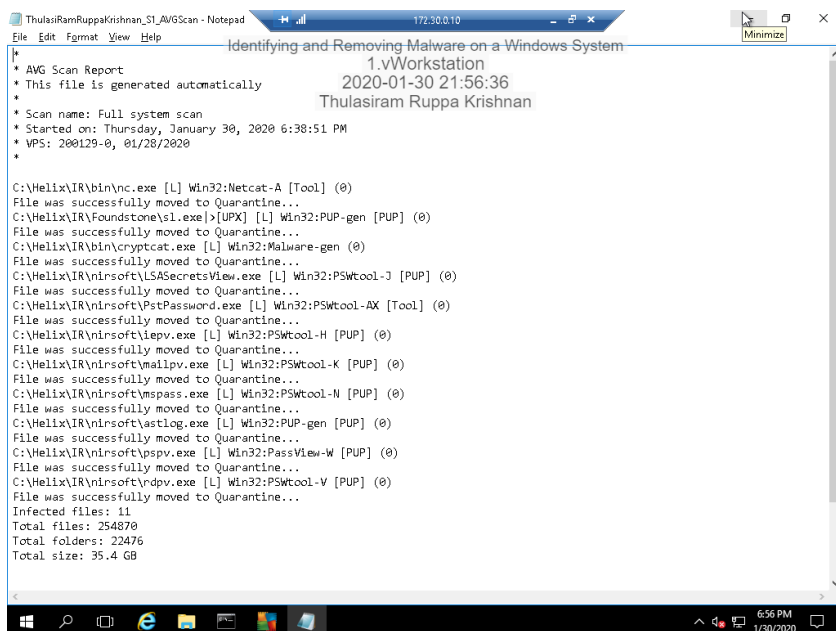 ThulasiRamRuppaKrishnan_S1_AVGScan - Notepad
172.30.0.10
Minimize
File Edit Format View Help
Identifying and Removing Malware on a Windows System
1.vWorkstation
2020-01-30 21:56:36
Thulasiram Ruppa Krishnan
*
* AVG Scan Report
* This file is generated automatically
*
* Scan name: Full system scan
* Started on: Thursday, January 30, 2020 6:38:51 PM
* VPS: 200129-0, 01/28/2020
*
C:\Helix\IR\bin\nc.exe [L] Win32:Netcat-A [Tool] (0)
File was successfully moved to Quarantine...
C:\Helix\IR\Foundstone\sl.exe|>[UPX] [L] Win32:PUP-gen [PUP] (0)
File was successfully moved to Quarantine...
C:\Helix\IR\bin\cryptcat.exe [L] Win32:Malware-gen (0)
File was successfully moved to Quarantine...
C:\Helix\IR\nirsoft\LSASecretsView.exe [L] Win32:PSWtool-J [PUP] (0)
File was successfully moved to Quarantine...
C:\Helix\IR\nirsoft\PstPassword.exe [L] Win32:PSWtool-AX [Tool] (0)
File was successfully moved to Quarantine...
C:\Helix\IR\nirsoft\iepv.exe [L] Win32:PSWtool-H [PUP] (0)
File was successfully moved to Quarantine...
C:\Helix\IR\nirsoft\mailpv.exe [L] Win32:PSWtool-K [PUP] (0)
File was successfully moved to Quarantine...
C:\Helix\IR\nirsoft\mspass.exe [L] Win32:PSWtool-N [PUP] (0)
File was successfully moved to Quarantine...
C:\Helix\IR\nirsoft\astlog.exe [L] Win32:PUP-gen [PUP] (0)
File was successfully moved to Quarantine...
C:\Helix\IR\nirsoft\pspv.exe [L] Win32:PassView-W [PUP] (0)
File was successfully moved to Quarantine...
C:\Helix\IR\nirsoft\rdpv.exe [L] Win32:PSWtool-V [PUP] (0)
File was successfully moved to Quarantine...
Infected files: 11
Total files: 254870
Total folders: 22476
Total size: 35.4 GB
6:56 PM
1/30/2020